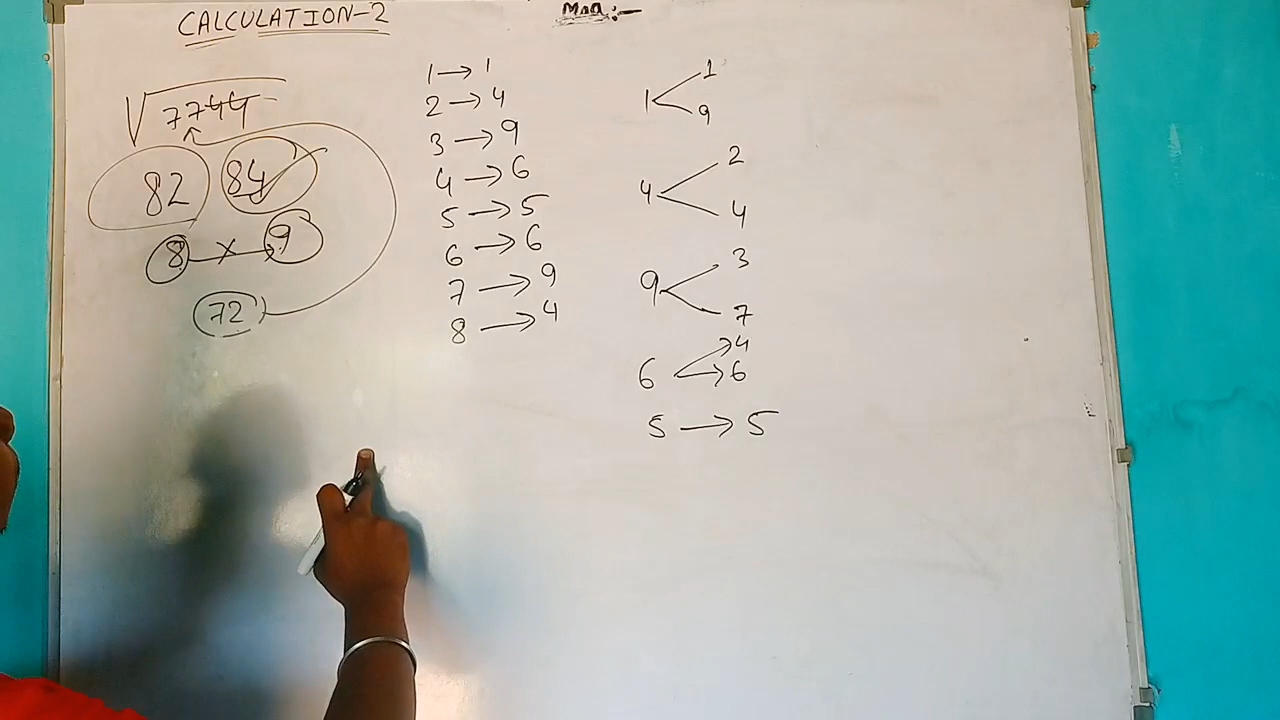 CALCULATION-2
√7744
82 84
8 × 9
72
1 → 1
2 → 4
3 → 9
4 → 6
5 → 5
6 → 6
7 → 9
8 → 4
1 < 1 9
4 < 2 4
9 < 3 7
6 < 4 6
5 → 5